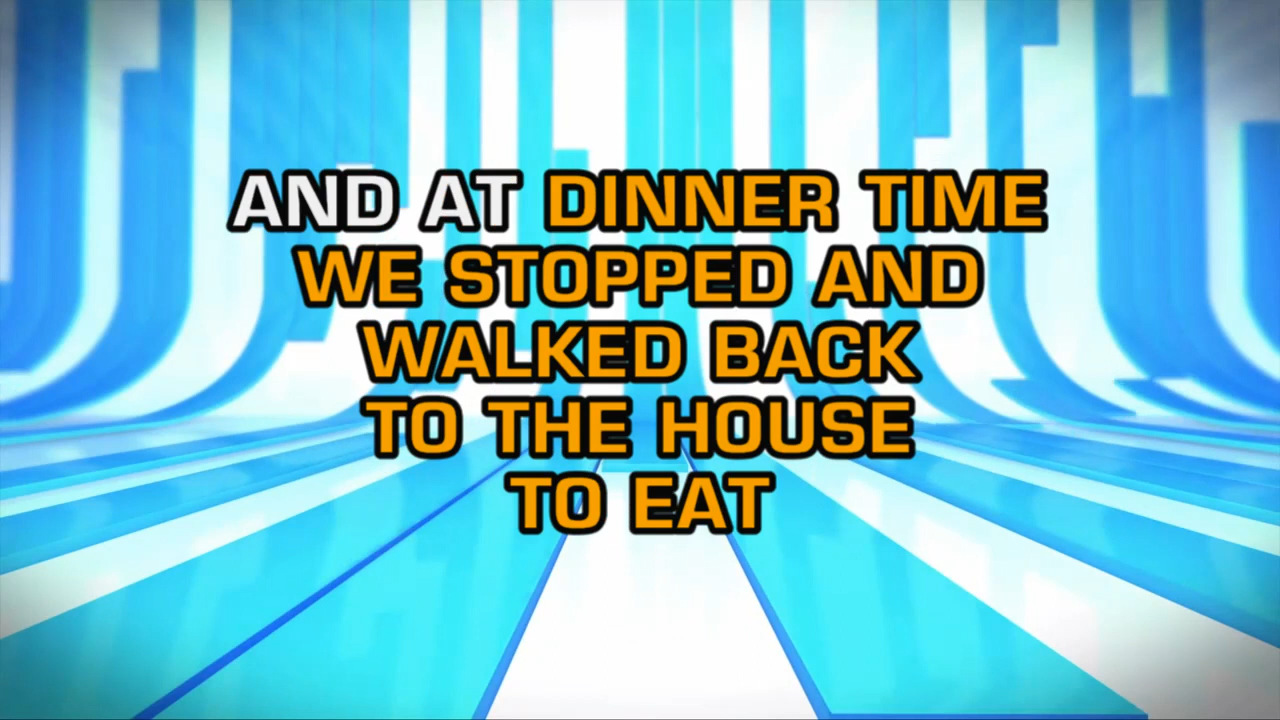 AND AT DINNER TIME
WE STOPPED AND
WALKED BACK
TO THE HOUSE
TO EAT